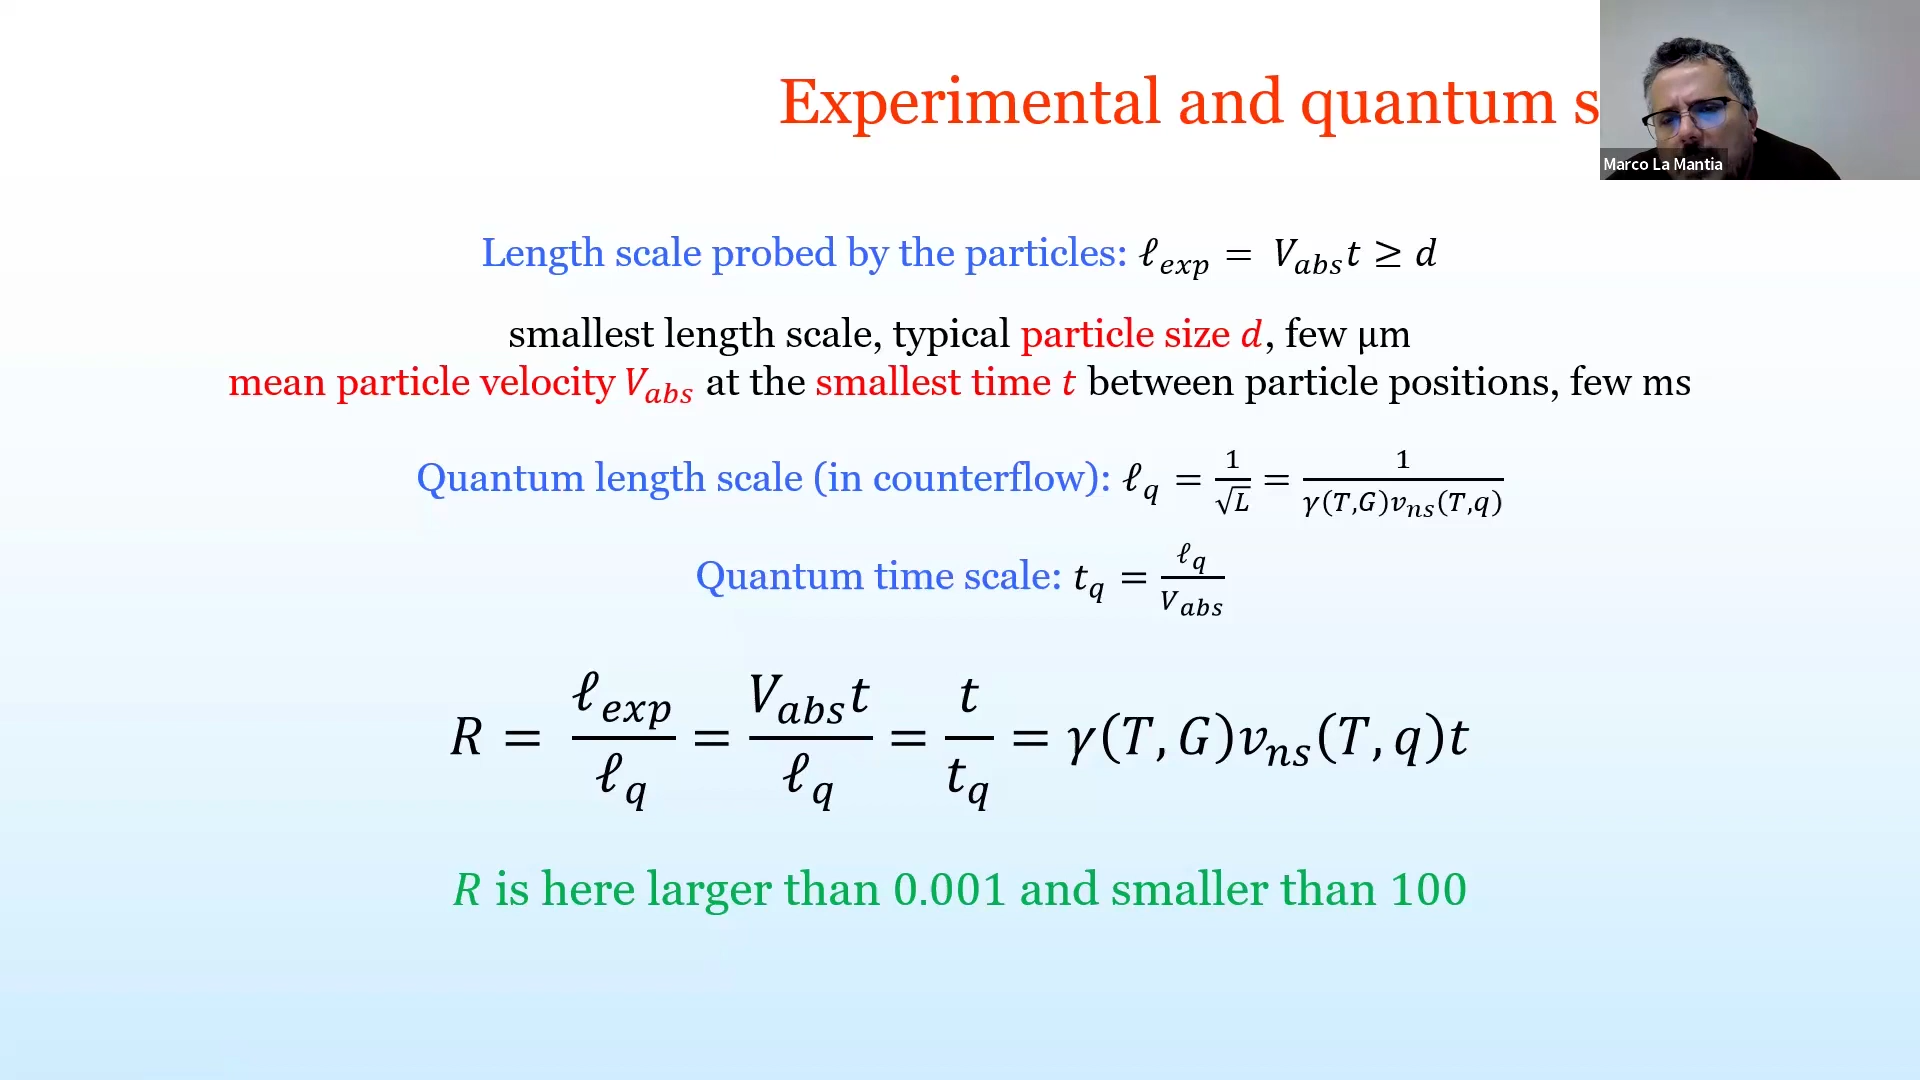 Experimental and quantum s
Marco La Mantia
Length scale probed by the particles: ℓ_exp = V_abs t ≥ d
smallest length scale, typical particle size d, few μm
mean particle velocity V_abs at the smallest time t between particle positions, few ms
Quantum length scale (in counterflow): ℓ_q = 1/√L = 1/(γ(T,G)v_ns(T,q))
Quantum time scale: t_q = ℓ_q/V_abs
R = ℓ_exp/ℓ_q = V_abs t/ℓ_q = t/t_q = γ(T,G)v_ns(T,q)t
R is here larger than 0.001 and smaller than 100